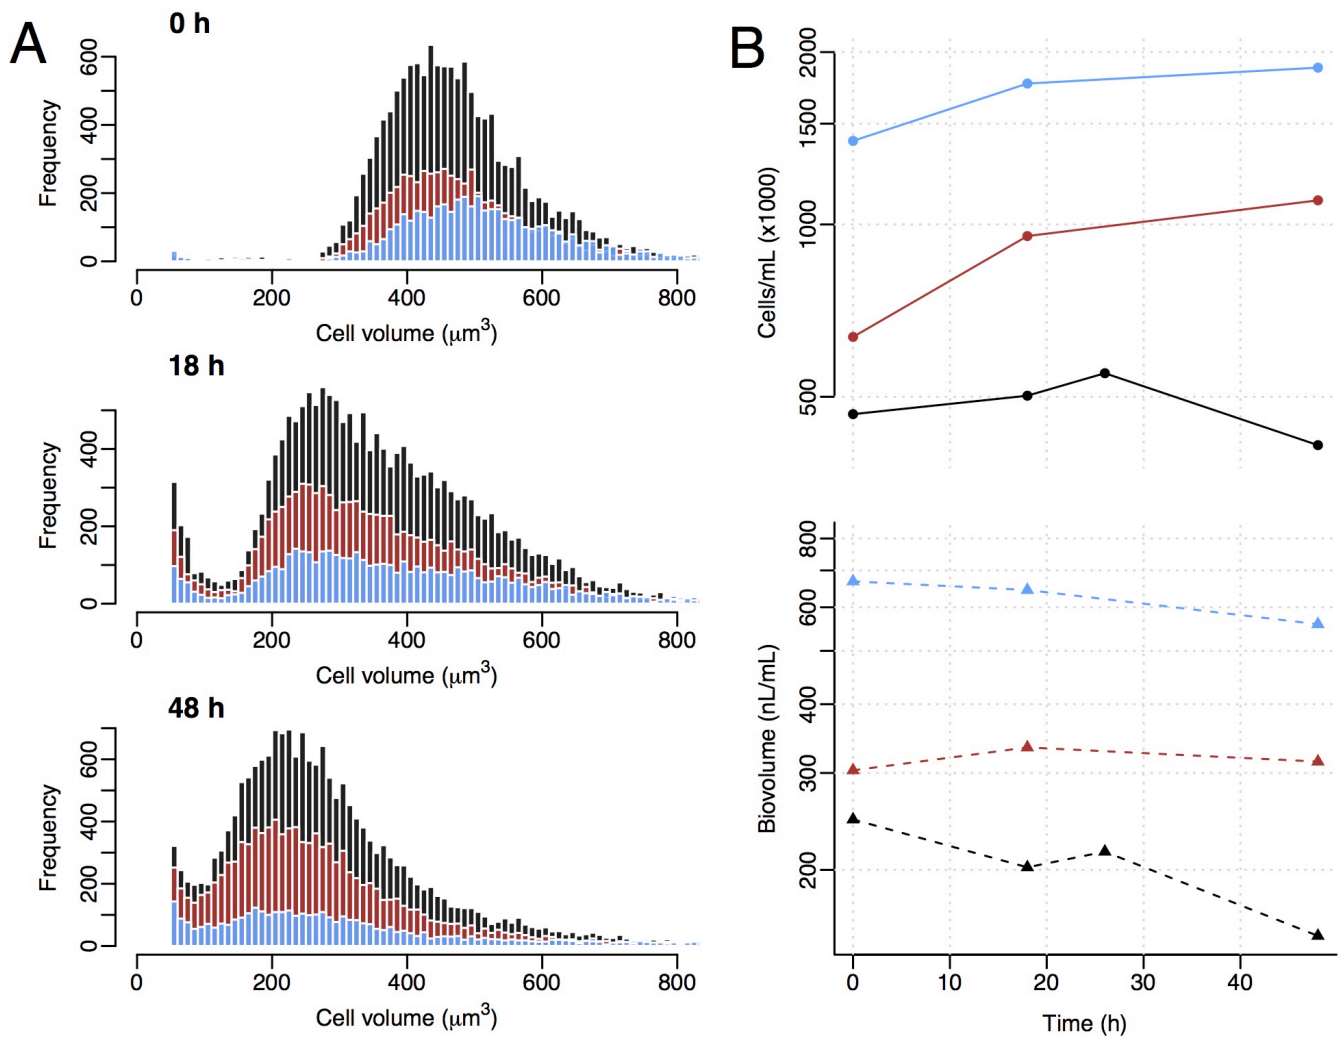 A
0 h
Frequency
0
200
400
600
0 200 400 600 800
Cell volume (μm³)
18 h
Frequency
0
200
400
0 200 400 600 800
Cell volume (μm³)
48 h
Frequency
0
200
400
600
0 200 400 600 800
Cell volume (μm³)
B
Cells/mL (x1000)
500
1000
1500
2000
Biovolume (nL/mL)
200
300
400
600
800
0 10 20 30 40
Time (h)